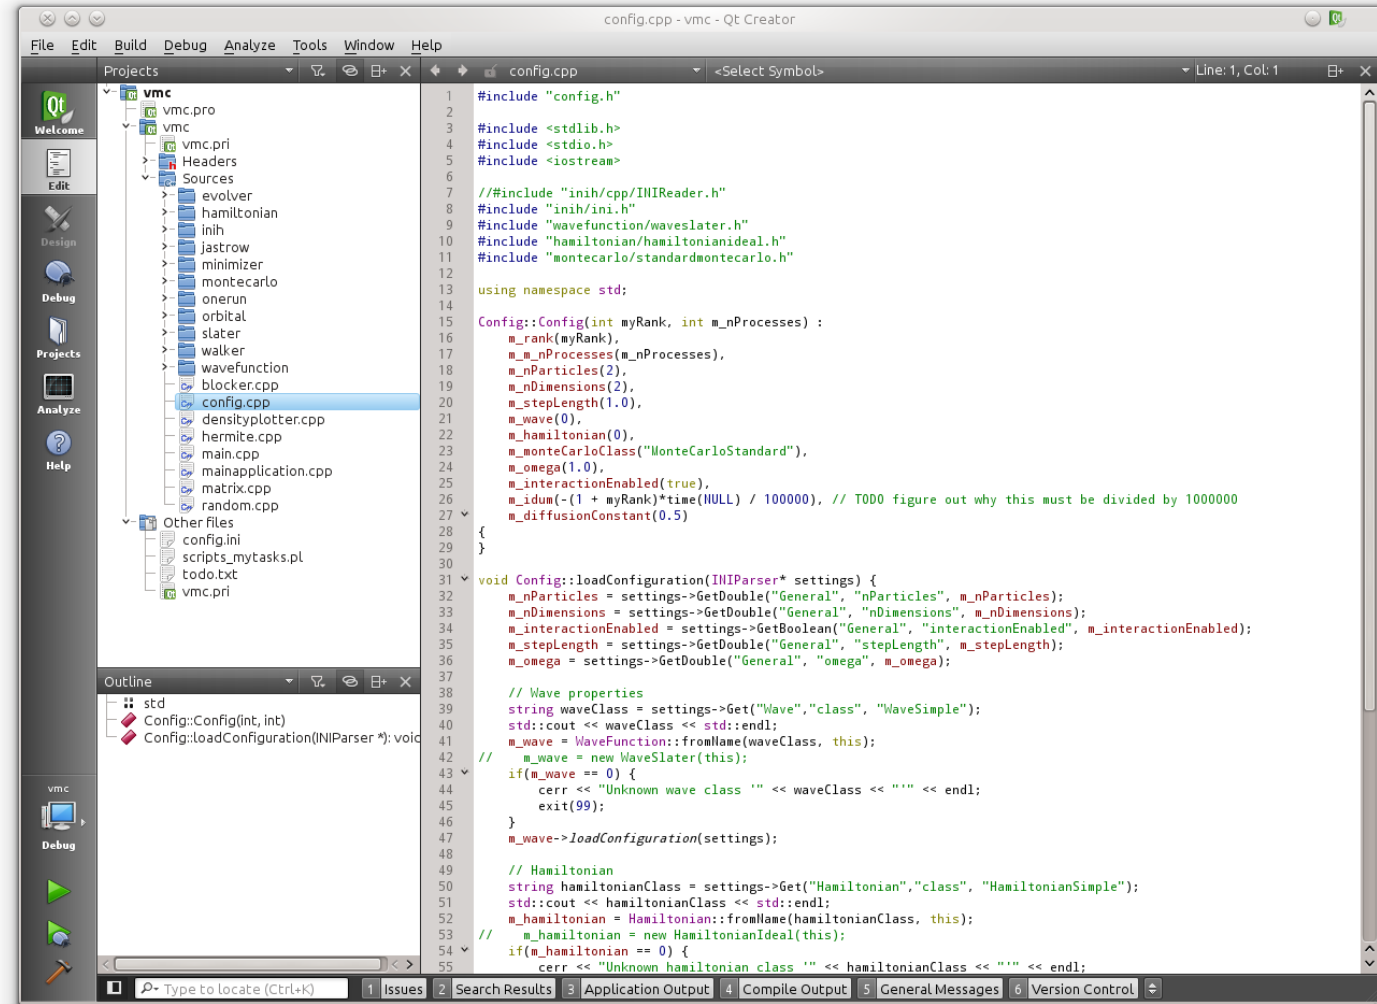 config.cpp - vmc - Qt Creator
File Edit Build Debug Analyze Tools Window Help
Projects
config.cpp
<Select Symbol>
Line: 1, Col: 1
Welcome
Edit
Design
Debug
Projects
Analyze
Help
vmc
Debug
vmc
vmc.pro
vmc
vmc.pri
Headers
Sources
evolver
hamiltonian
inih
jastrow
minimizer
montecarlo
onerun
orbital
slater
walker
wavefunction
blocker.cpp
config.cpp
densityplotter.cpp
hermite.cpp
main.cpp
mainapplication.cpp
matrix.cpp
random.cpp
Other files
config.ini
scripts_mytasks.pl
todo.txt
vmc.pri
Outline
std
Config::Config(int, int)
Config::loadConfiguration(INIParser *): voic
1 #include "config.h"
2
3 #include <stdlib.h>
4 #include <stdio.h>
5 #include <iostream>
6
7 //#include "inih/cpp/INIReader.h"
8 #include "inih/ini.h"
9 #include "wavefunction/waveslater.h"
10 #include "hamiltonian/hamiltonianideal.h"
11 #include "montecarlo/standardmontecarlo.h"
12
13 using namespace std;
14
15 Config::Config(int myRank, int m_nProcesses) :
16 m_rank(myRank),
17 m_m_nProcesses(m_nProcesses),
18 m_nParticles(2),
19 m_nDimensions(2),
20 m_stepLength(1.0),
21 m_wave(0),
22 m_hamiltonian(0),
23 m_monteCarloClass("MonteCarloStandard"),
24 m_omega(1.0),
25 m_interactionEnabled(true),
26 m_idum(-(1 + myRank)*time(NULL) / 100000), // TODO figure out why this must be divided by 1000000
27 m_diffusionConstant(0.5)
28 {
29 }
30
31 void Config::loadConfiguration(INIParser* settings) {
32 m_nParticles = settings->GetDouble("General", "nParticles", m_nParticles);
33 m_nDimensions = settings->GetDouble("General", "nDimensions", m_nDimensions);
34 m_interactionEnabled = settings->GetBoolean("General", "interactionEnabled", m_interactionEnabled);
35 m_stepLength = settings->GetDouble("General", "stepLength", m_stepLength);
36 m_omega = settings->GetDouble("General", "omega", m_omega);
37
38 // Wave properties
39 string waveClass = settings->Get("Wave","class", "WaveSimple");
40 std::cout << waveClass << std::endl;
41 m_wave = WaveFunction::fromName(waveClass, this);
42 // m_wave = new WaveSlater(this);
43 if(m_wave == 0) {
44 cerr << "Unknown wave class '" << waveClass << "'" << endl;
45 exit(99);
46 }
47 m_wave->loadConfiguration(settings);
48
49 // Hamiltonian
50 string hamiltonianClass = settings->Get("Hamiltonian","class", "HamiltonianSimple");
51 std::cout << hamiltonianClass << std::endl;
52 m_hamiltonian = Hamiltonian::fromName(hamiltonianClass, this);
53 // m_hamiltonian = new HamiltonianIdeal(this);
54 if(m_hamiltonian == 0) {
55 cerr << "Unknown hamiltonian class '" << hamiltonianClass << "'" << endl;
Type to locate (Ctrl+K)
1 Issues 2 Search Results 3 Application Output 4 Compile Output 5 General Messages 6 Version Control